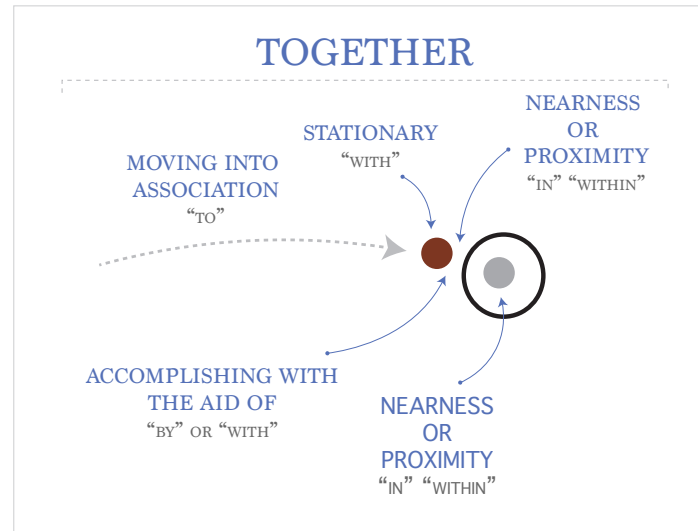 TOGETHER
MOVING INTO
ASSOCIATION
“TO”
STATIONARY
“WITH”
NEARNESS
OR
PROXIMITY
“IN” “WITHIN”
ACCOMPLISHING WITH
THE AID OF
“BY” OR “WITH”
NEARNESS
OR
PROXIMITY
“IN” “WITHIN”